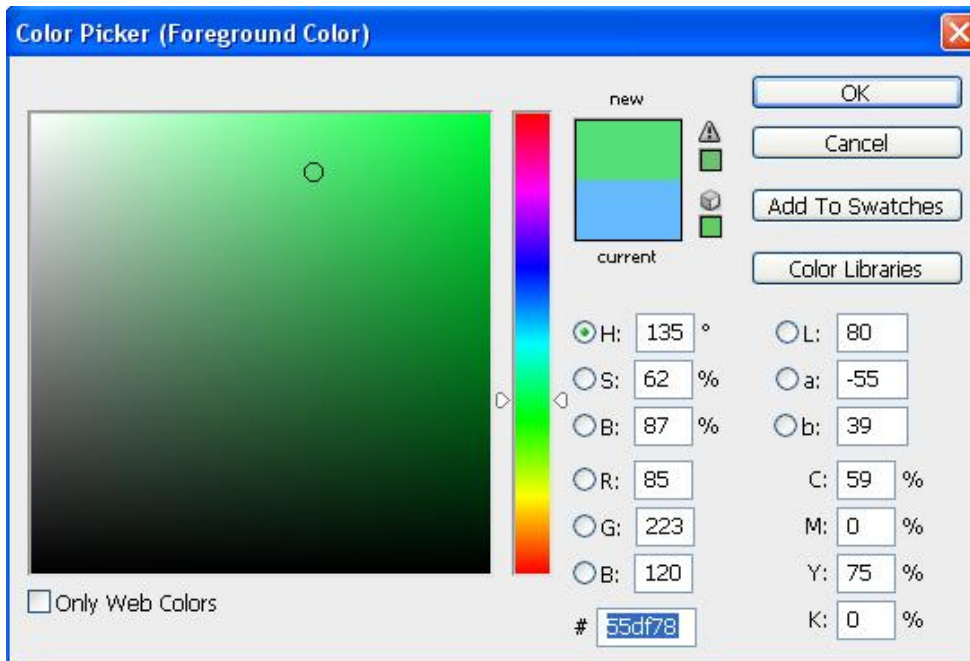 Color Picker (Foreground Color)
new
current
OK
Cancel
Add To Swatches
Color Libraries
H: 135 °
S: 62 %
B: 87 %
R: 85
G: 223
B: 120
# 55df78
L: 80
a: -55
b: 39
C: 59 %
M: 0 %
Y: 75 %
K: 0 %
Only Web Colors